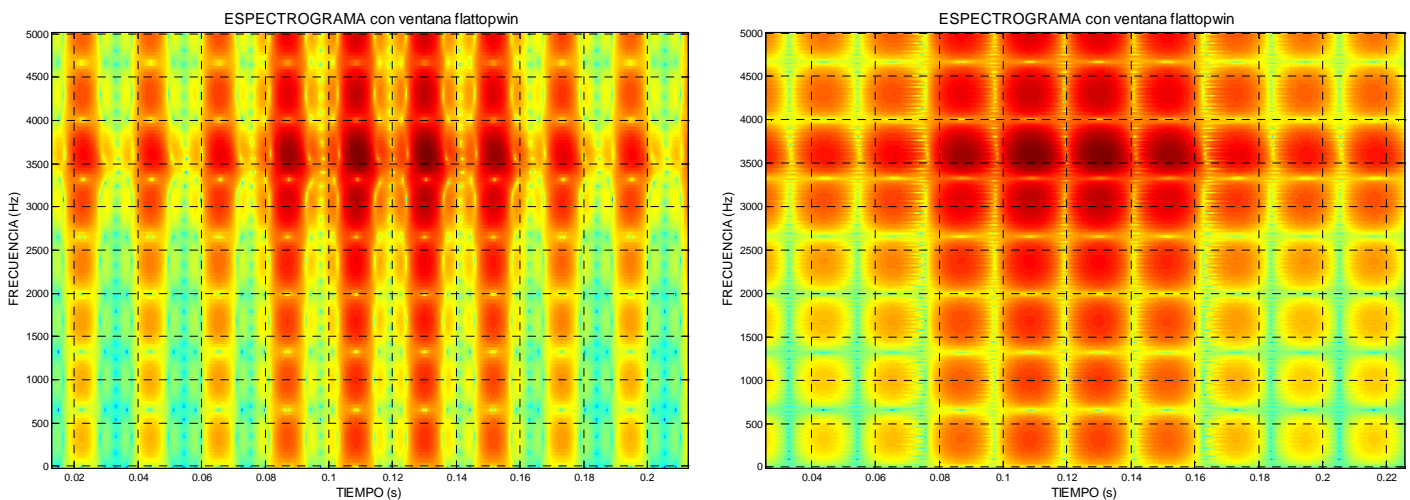 ESPECTROGRAMA con ventana flattopwin
5000
4500
4000
3500
3000
2500
2000
1500
1000
500
0
FRECUENCIA (Hz)
0.02 0.04 0.06 0.08 0.1 0.12 0.14 0.16 0.18 0.2
TIEMPO (s)
ESPECTROGRAMA con ventana flattopwin
5000
4500
4000
3500
3000
2500
2000
1500
1000
500
0
FRECUENCIA (Hz)
0.04 0.06 0.08 0.1 0.12 0.14 0.16 0.18 0.2 0.22
TIEMPO (s)